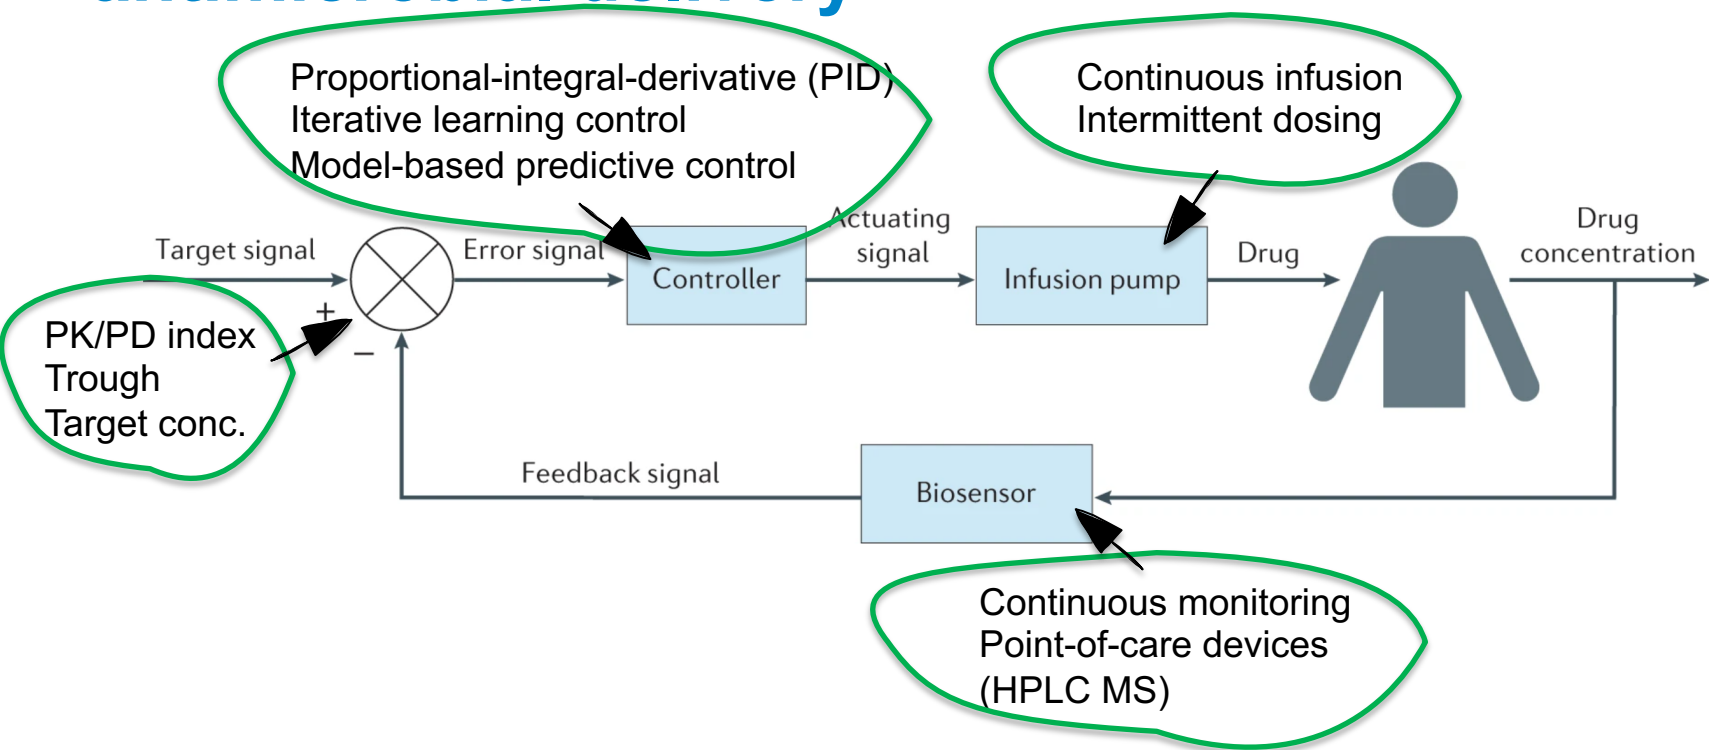 antimicrobial delivery
Proportional-integral-derivative (PID)
Iterative learning control
Model-based predictive control
Continuous infusion
Intermittent dosing
Target signal
Error signal
Controller
Actuating
signal
Infusion pump
Drug
Drug
concentration
+
−
PK/PD index
Trough
Target conc.
Feedback signal
Biosensor
Continuous monitoring
Point-of-care devices
(HPLC MS)